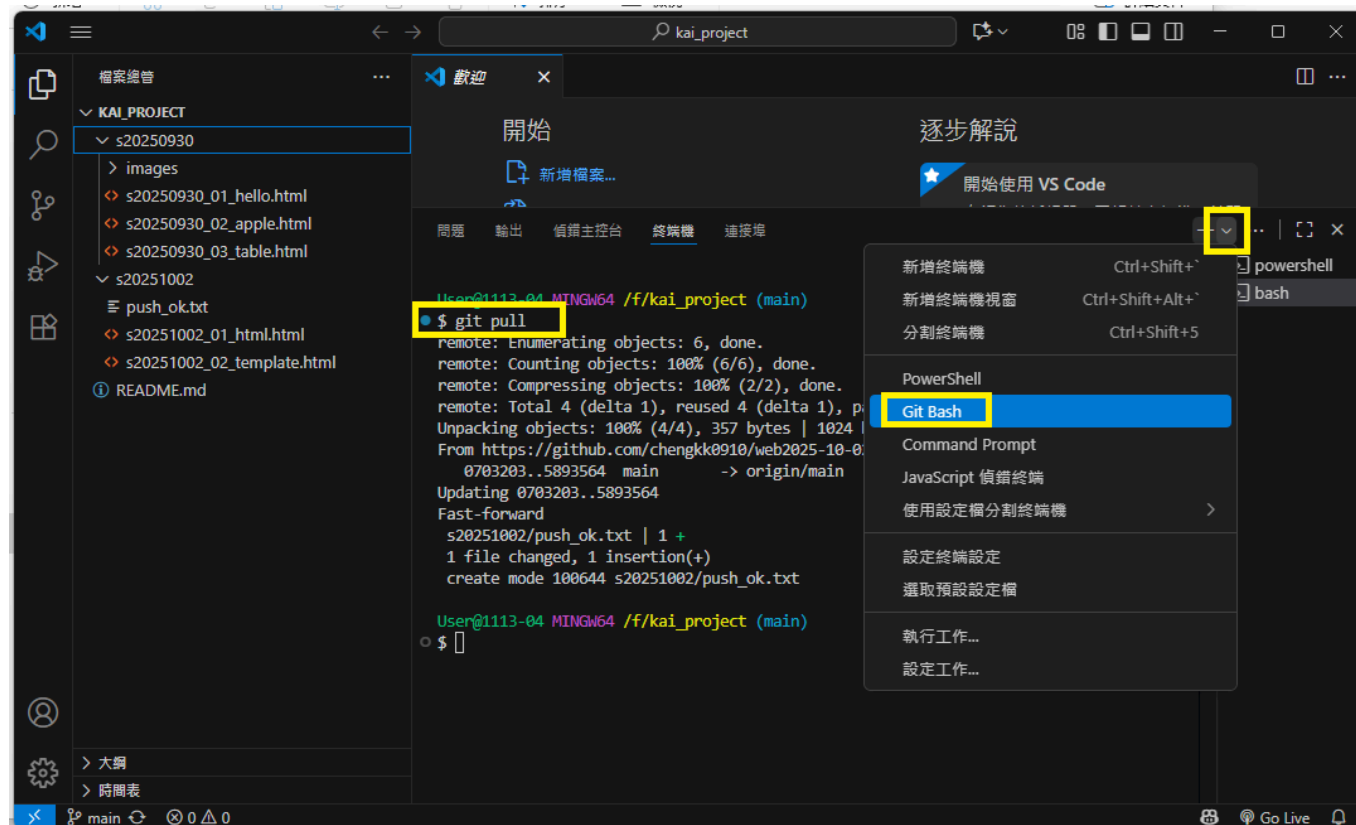 kai_project
檔案總管
歡迎
KAI_PROJECT
s20250930
images
s20250930_01_hello.html
s20250930_02_apple.html
s20250930_03_table.html
s20251002
push_ok.txt
s20251002_01_html.html
s20251002_02_template.html
README.md
大綱
時間表
開始
新增檔案...
逐步解說
開始使用 VS Code
問題 輸出 偵錯主控台 終端機 連接埠
User@1113-04 MINGW64 /f/kai_project (main)
$ git pull
remote: Enumerating objects: 6, done.
remote: Counting objects: 100% (6/6), done.
remote: Compressing objects: 100% (2/2), done.
remote: Total 4 (delta 1), reused 4 (delta 1), p
Unpacking objects: 100% (4/4), 357 bytes | 1024
From https://github.com/chengkk0910/web2025-10-0
0703203..5893564 main -> origin/main
Updating 0703203..5893564
Fast-forward
s20251002/push_ok.txt | 1 +
1 file changed, 1 insertion(+)
create mode 100644 s20251002/push_ok.txt
User@1113-04 MINGW64 /f/kai_project (main)
$
新增終端機 Ctrl+Shift+`
新增終端機視窗 Ctrl+Shift+Alt+`
分割終端機 Ctrl+Shift+5
PowerShell
Git Bash
Command Prompt
JavaScript 偵錯終端
使用設定檔分割終端機
設定終端設定
選取預設設定檔
執行工作...
設定工作...
powershell
bash
main 0 0
Go Live